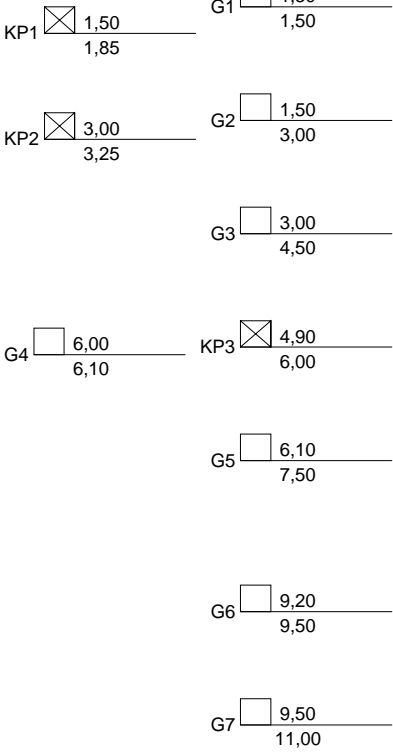 G1
1,50
KP1 1,50
1,85
G2 1,50
3,00
KP2 3,00
3,25
G3 3,00
4,50
G4 6,00
6,10
KP3 4,90
6,00
G5 6,10
7,50
G6 9,20
9,50
G7 9,50
11,00